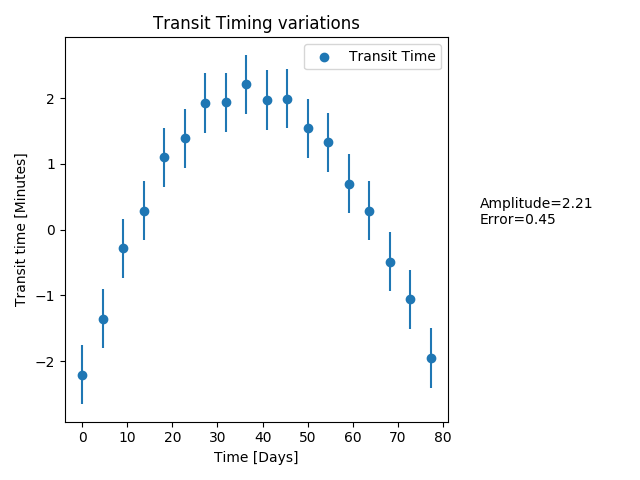 Transit Timing variations
Transit Time
Transit time [Minutes]
2
1
0
−1
−2
Amplitude=2.21
Error=0.45
0 10 20 30 40 50 60 70 80
Time [Days]